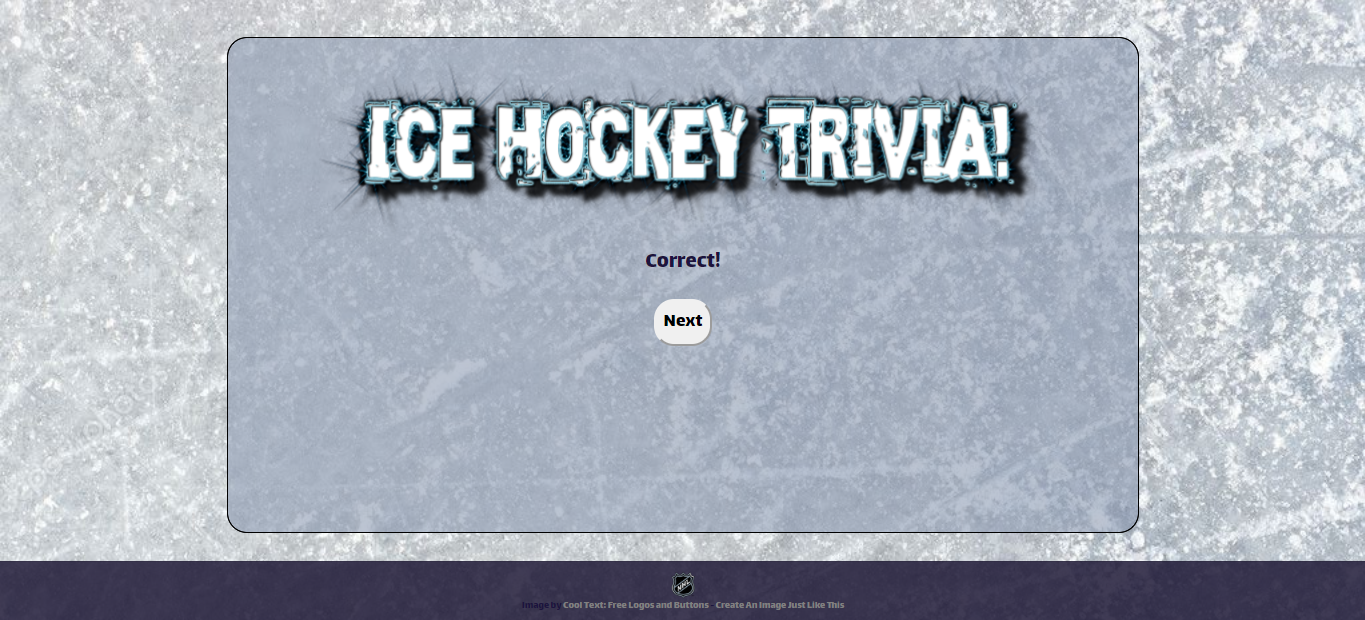 ICE HOCKEY TRIVIA!
Correct!
Next
NHL
Image by Cool Text: Free Logos and Buttons - Create An Image Just Like This